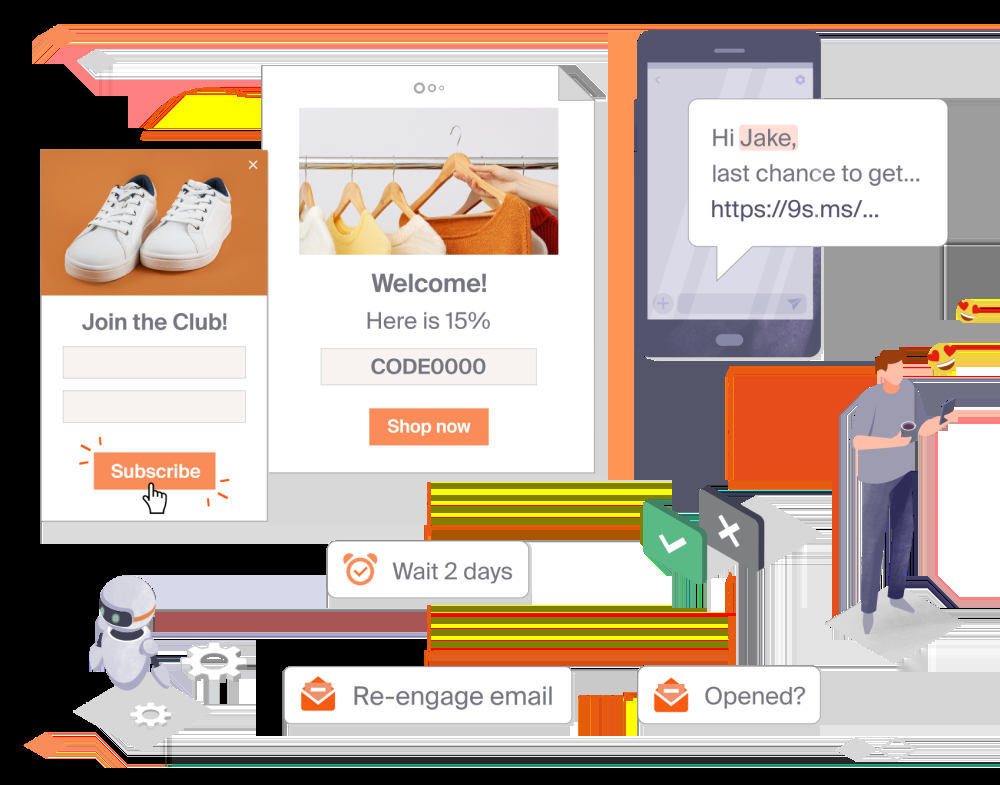 Join the Club!
Subscribe
Welcome!
Here is 15%
CODE0000
Shop now
Hi Jake,
last chance to get...
https://9s.ms/...
Wait 2 days
Re-engage email
Opened?